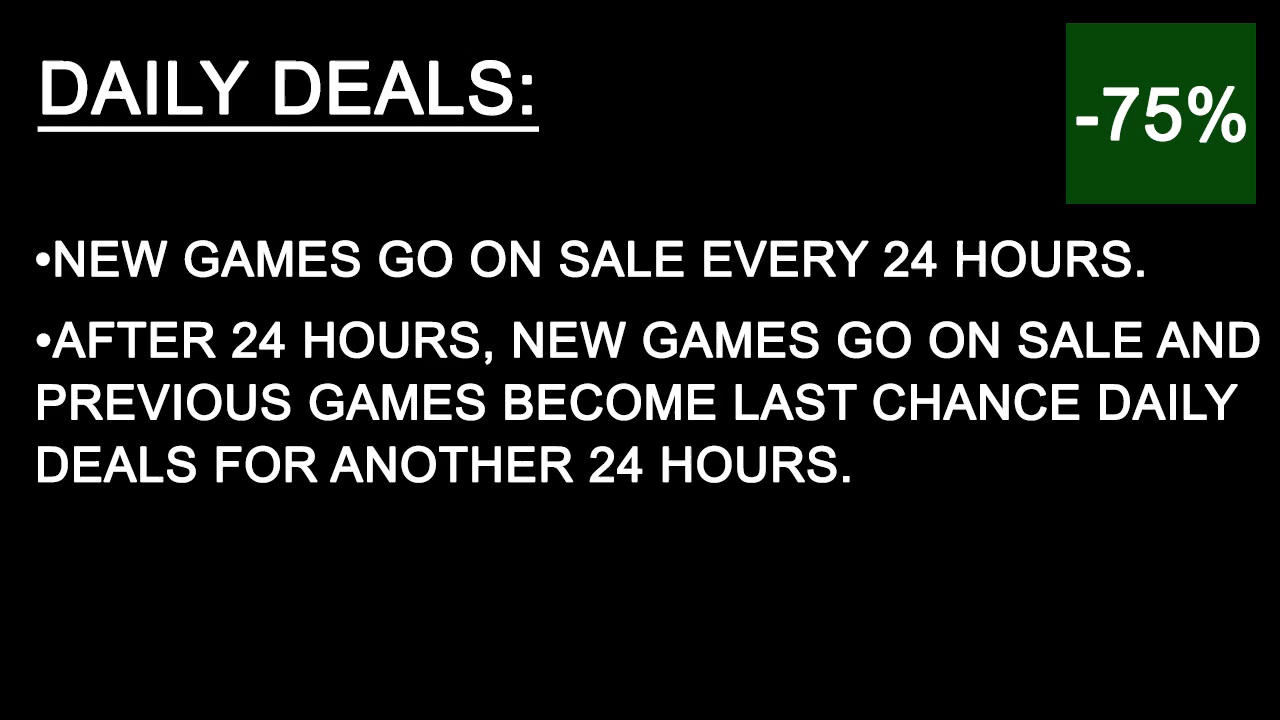 DAILY DEALS:
-75%
•NEW GAMES GO ON SALE EVERY 24 HOURS.
•AFTER 24 HOURS, NEW GAMES GO ON SALE AND
PREVIOUS GAMES BECOME LAST CHANCE DAILY
DEALS FOR ANOTHER 24 HOURS.